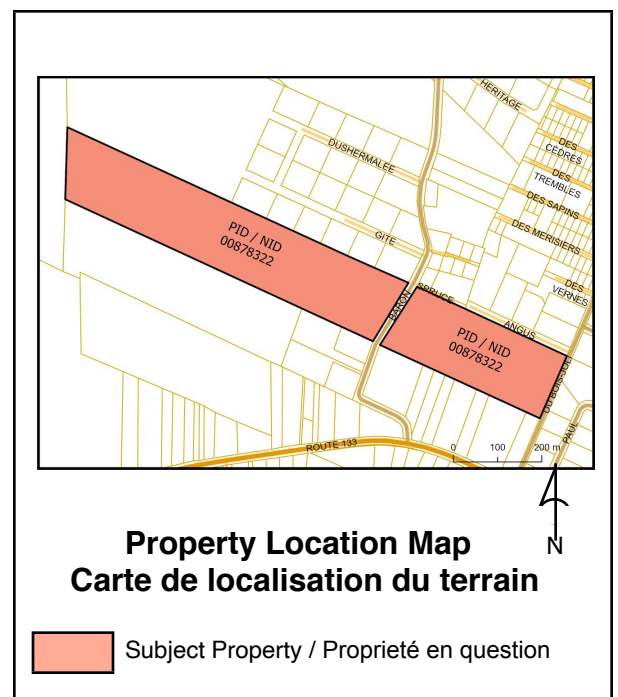 HERITAGE
DUSHERMALEE
DES
CÈDRES
DES
TREMBLES
DES SAPINS
DES MERISIERS
PID / NID
00878322
GITE
DES
VERNES
SPRUCE
BARON
ANGUS
PID / NID
00878322
DU BOIS-JOLI
PAUL
ROUTE 133
0 100 200 m
N
Property Location Map
Carte de localisation du terrain
Subject Property / Proprieté en question